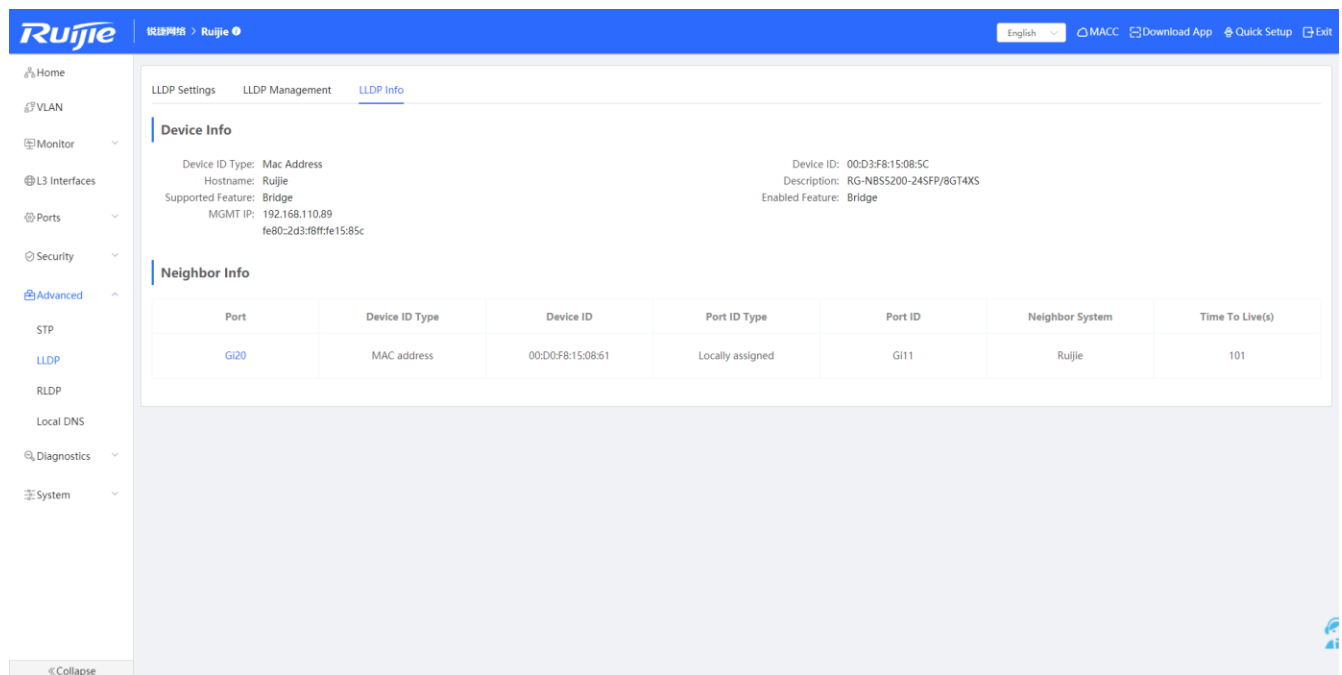 Ruijie
锐捷网络 > Ruijie
English
MACC
Download App
Quick Setup
Exit
Home
VLAN
Monitor
L3 Interfaces
Ports
Security
Advanced
STP
LLDP
RLDP
Local DNS
Diagnostics
System
«Collapse
LLDP Settings LLDP Management LLDP Info
Device Info
Device ID Type: Mac Address Device ID: 00:D3:F8:15:08:5C
Hostname: Ruijie Description: RG-NBS5200-24SFP/8GT4XS
Supported Feature: Bridge Enabled Feature: Bridge
MGMT IP: 192.168.110.89
fe80::2d3:f8ff:fe15:85c
Neighbor Info
Port Device ID Type Device ID Port ID Type Port ID Neighbor System Time To Live(s)
Gi20 MAC address 00:D0:F8:15:08:61 Locally assigned Gi11 Ruijie 101